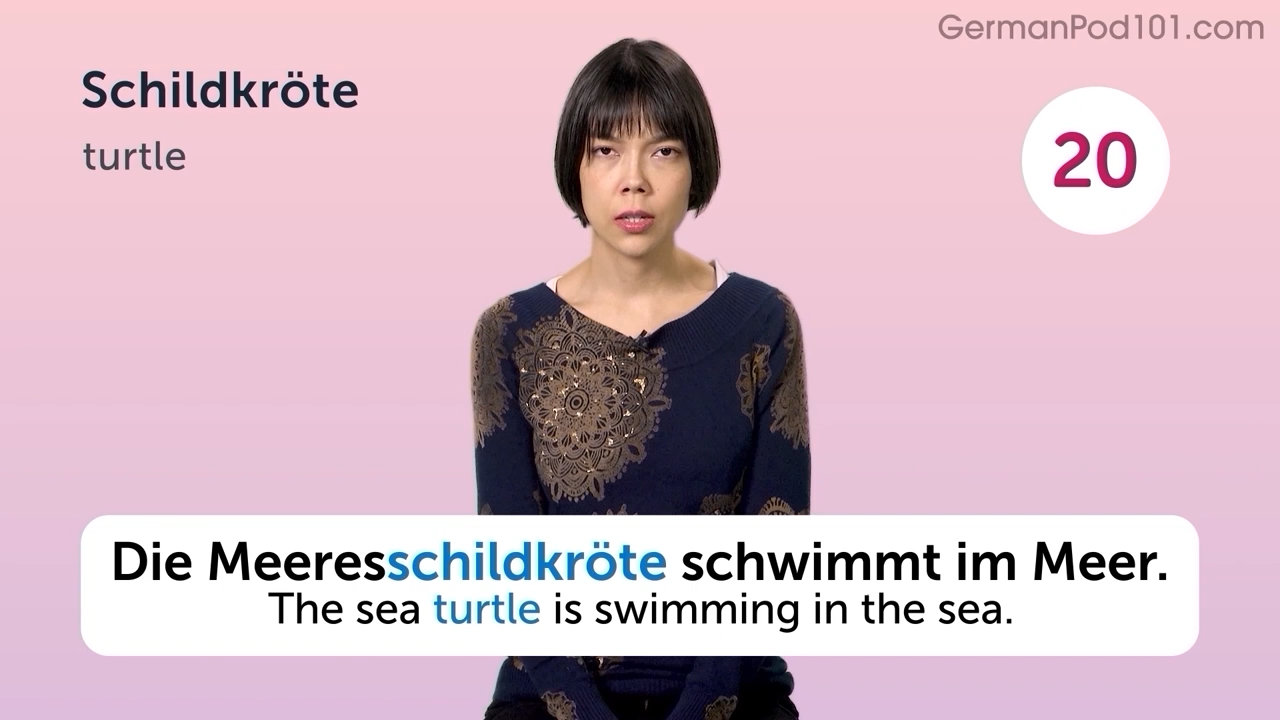 GermanPod101.com
Schildkröte
turtle
20
Die Meeresschildkröte schwimmt im Meer.
The sea turtle is swimming in the sea.